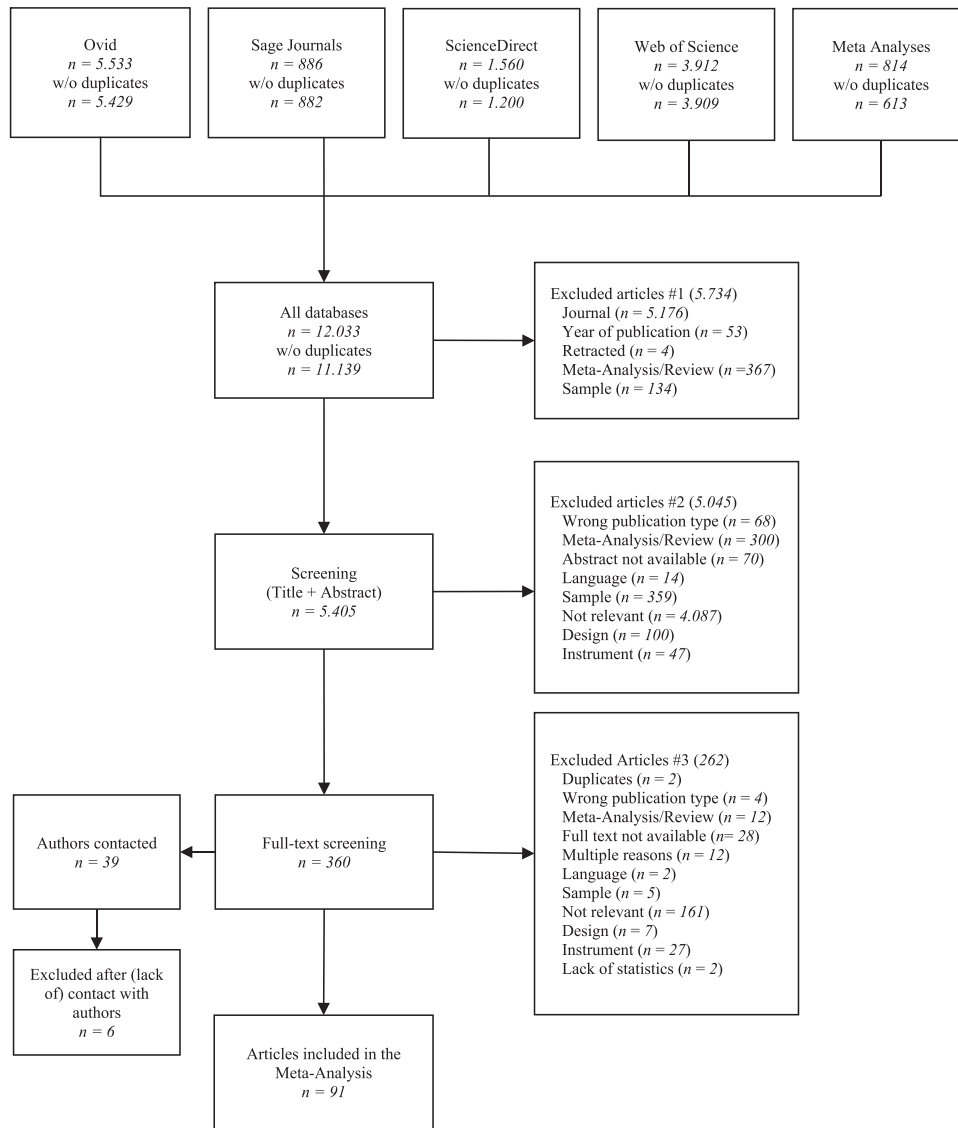 Ovid
n = 5.533
w/o duplicates
n = 5.429
Sage Journals
n = 886
w/o duplicates
n = 882
ScienceDirect
n = 1.560
w/o duplicates
n = 1.200
Web of Science
n = 3.912
w/o duplicates
n = 3.909
Meta Analyses
n = 814
w/o duplicates
n = 613
All databases
n = 12.033
w/o duplicates
n = 11.139
Excluded articles #1 (5.734)
Journal (n = 5.176)
Year of publication (n = 53)
Retracted (n = 4)
Meta-Analysis/Review (n =367)
Sample (n = 134)
Screening
(Title + Abstract)
n = 5.405
Excluded articles #2 (5.045)
Wrong publication type (n = 68)
Meta-Analysis/Review (n = 300)
Abstract not available (n = 70)
Language (n = 14)
Sample (n = 359)
Not relevant (n = 4.087)
Design (n = 100)
Instrument (n = 47)
Authors contacted
n = 39
Full-text screening
n = 360
Excluded Articles #3 (262)
Duplicates (n = 2)
Wrong publication type (n = 4)
Meta-Analysis/Review (n = 12)
Full text not available (n= 28)
Multiple reasons (n = 12)
Language (n = 2)
Sample (n = 5)
Not relevant (n = 161)
Design (n = 7)
Instrument (n = 27)
Lack of statistics (n = 2)
Excluded after (lack
of) contact with
authors
n = 6
Articles included in the
Meta-Analysis
n = 91